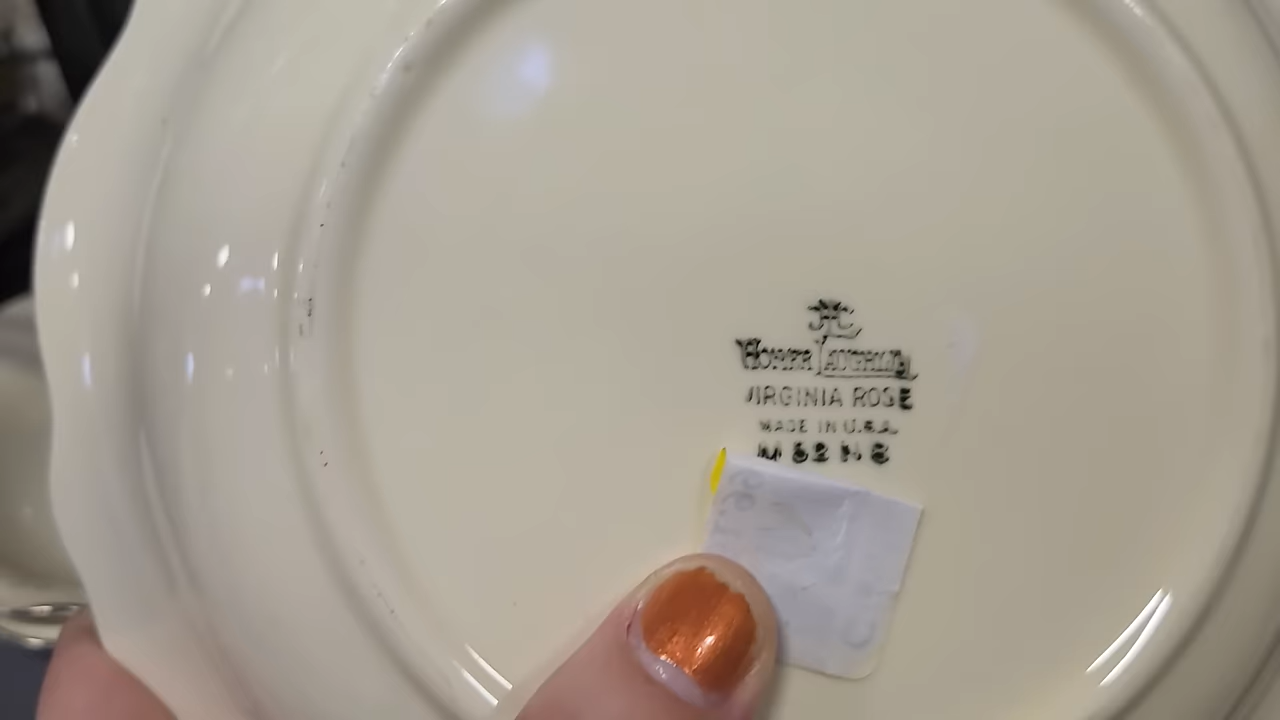 HLC
HOMER LAUGHLIN
VIRGINIA ROSE
MADE IN U.S.A.
M 52 N 8